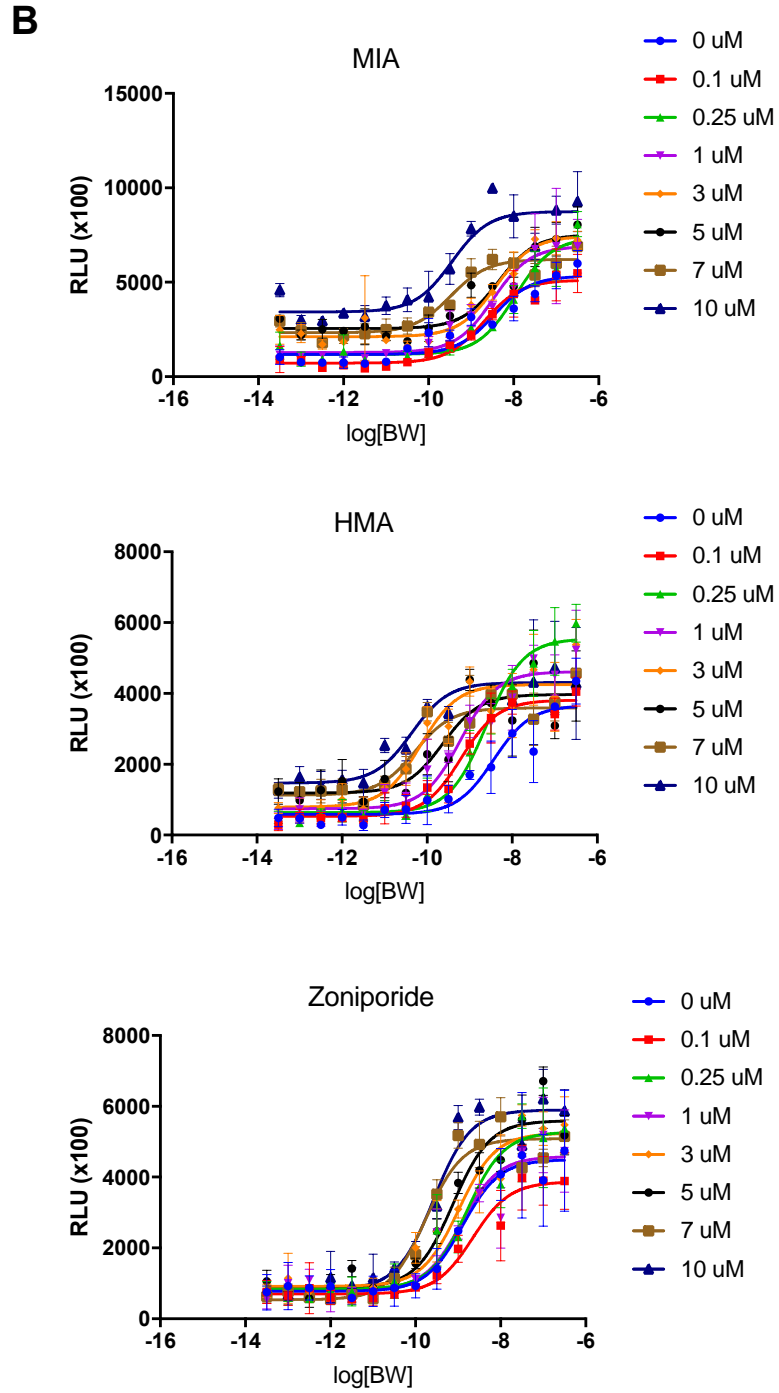 B
MIA
RLU (x100)
15000
10000
5000
0
-16
-14
-12
-10
-8
-6
log[BW]
0 uM
0.1 uM
0.25 uM
1 uM
3 uM
5 uM
7 uM
10 uM
HMA
RLU (x100)
8000
6000
4000
2000
0
-16
-14
-12
-10
-8
-6
log[BW]
0 uM
0.1 uM
0.25 uM
1 uM
3 uM
5 uM
7 uM
10 uM
Zoniporide
RLU (x100)
8000
6000
4000
2000
0
-16
-14
-12
-10
-8
-6
log[BW]
0 uM
0.1 uM
0.25 uM
1 uM
3 uM
5 uM
7 uM
10 uM